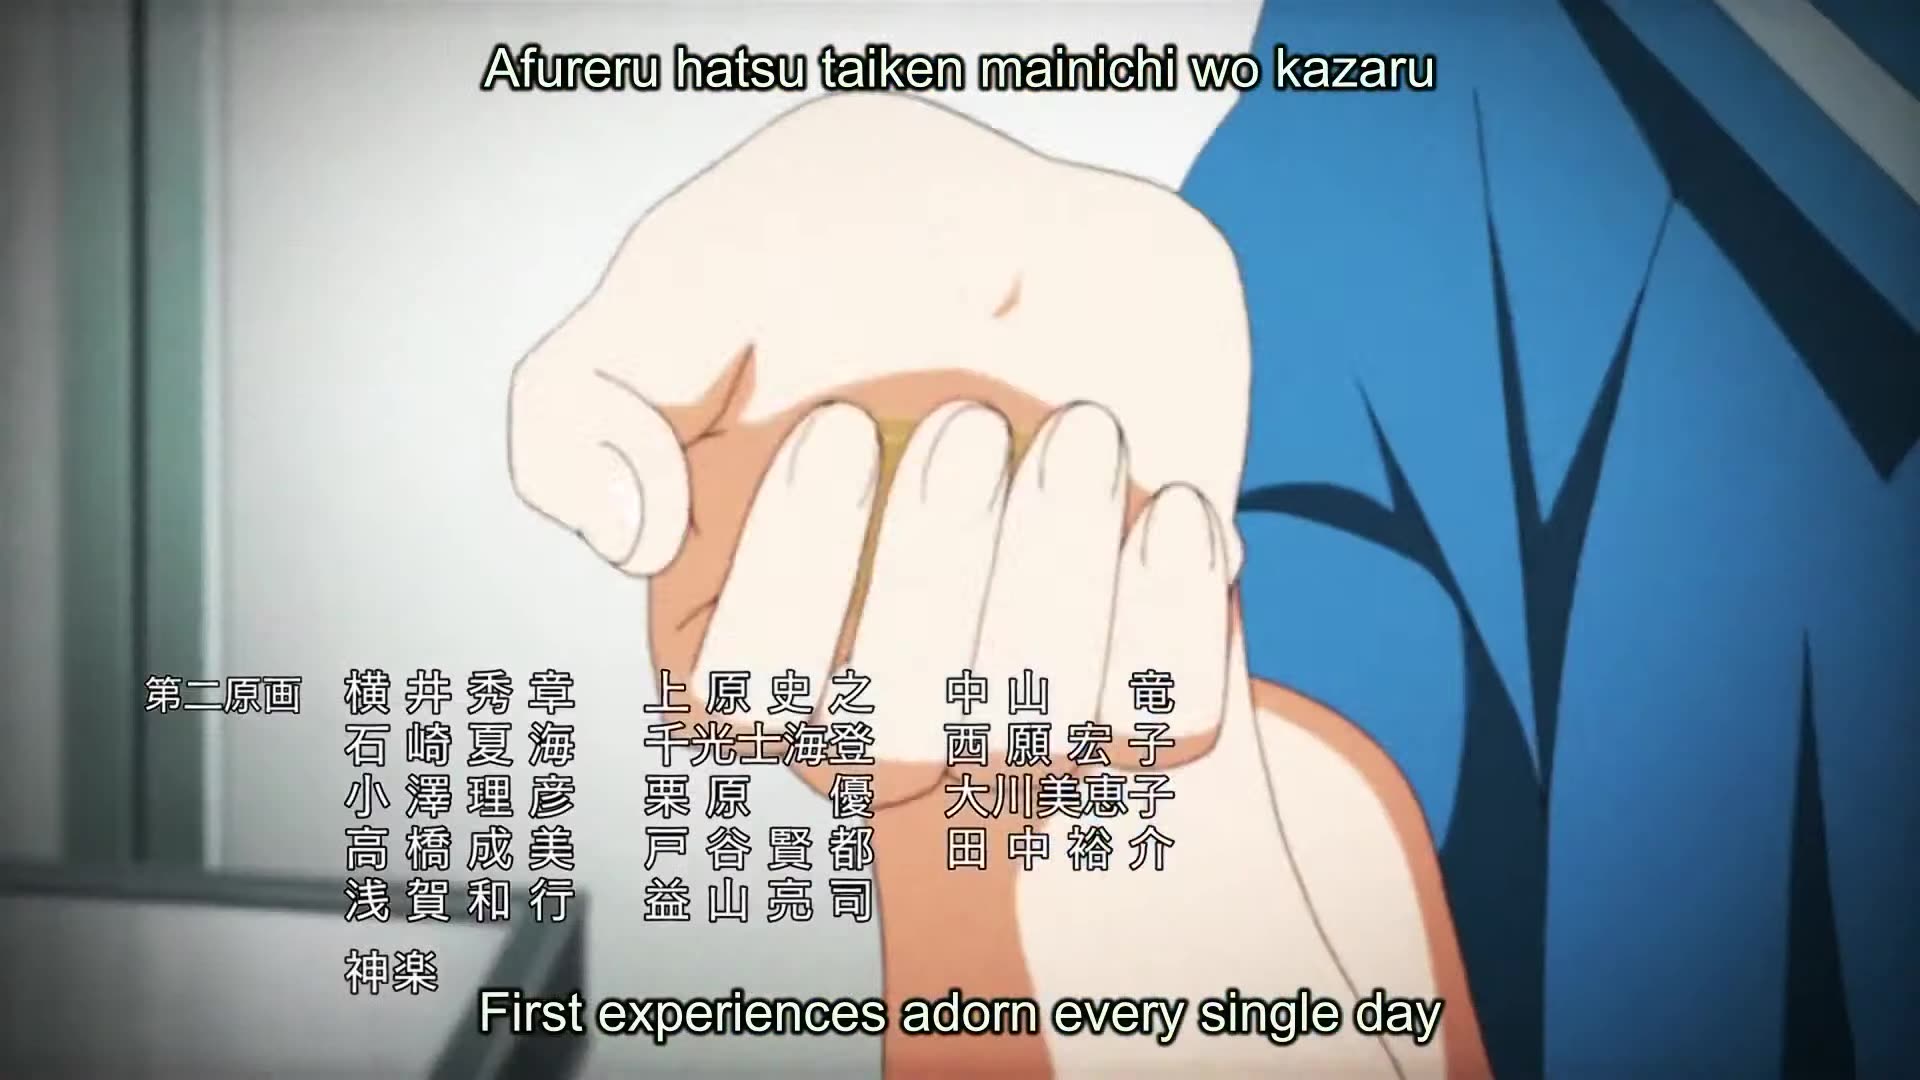 Afureru hatsu taiken mainichi wo kazaru
第二原画 横井秀章 上原史之 中山 竜
石崎夏海 千光士海登 西願宏子
小澤理彦 栗原 優 大川美恵子
高橋成美 戸谷賢都 田中裕介
浅賀和行 益山亮司
神楽
First experiences adorn every single day